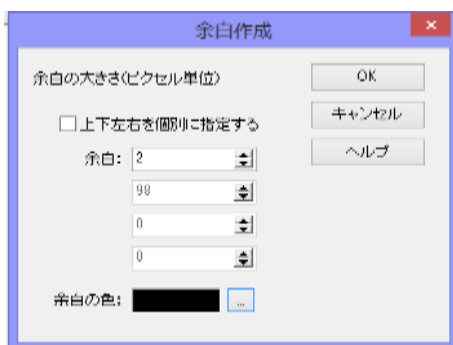 余白作成
余白の大きさ(ピクセル単位)
OK
上下左右を個別に指定する
キャンセル
余白: 2
ヘルプ
98
0
0
余白の色:
...